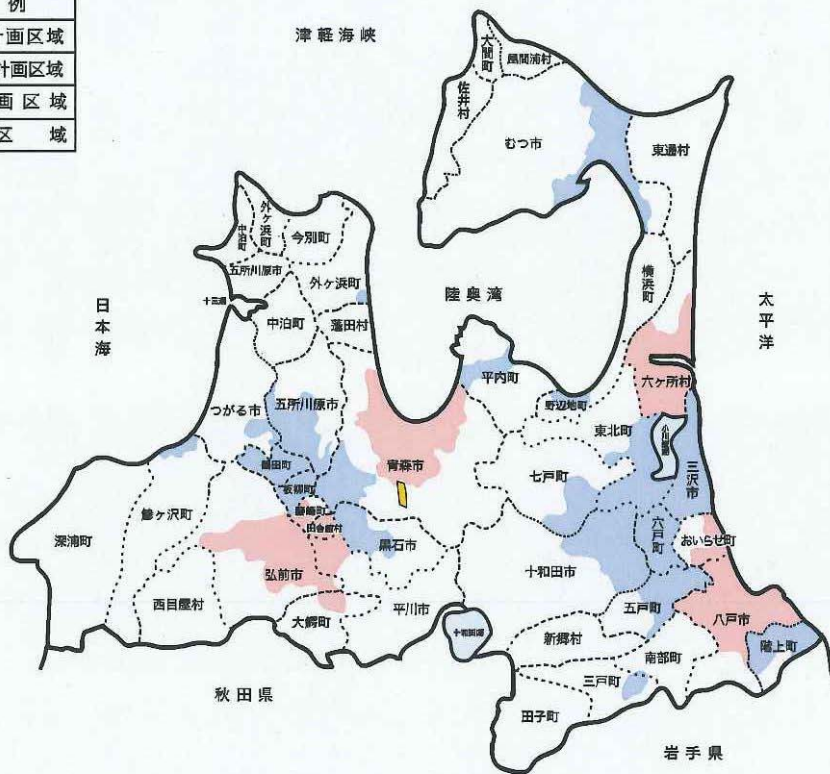 例
計画区域
計画区域
画区域
区域
津軽海峡
大間町
風間浦村
佐井村
むつ市
東通村
中泊町
外ヶ浜町
今別町
五所川原市
外ヶ浜町
横浜町
陸奥湾
十三湖
中泊町
蓬田村
日本海
太平洋
平内町
六ヶ所村
つがる市
五所川原市
野辺地町
東北町
小川原湖
青森市
七戸町
三沢市
鶴田町
板柳町
藤崎町
田舎館村
黒石市
六戸町
おいらせ町
鰺ヶ沢町
深浦町
弘前市
十和田市
西目屋村
平川市
五戸町
八戸市
大鰐町
十和田湖
新郷村
階上町
南部町
三戸町
秋田県
田子町
岩手県